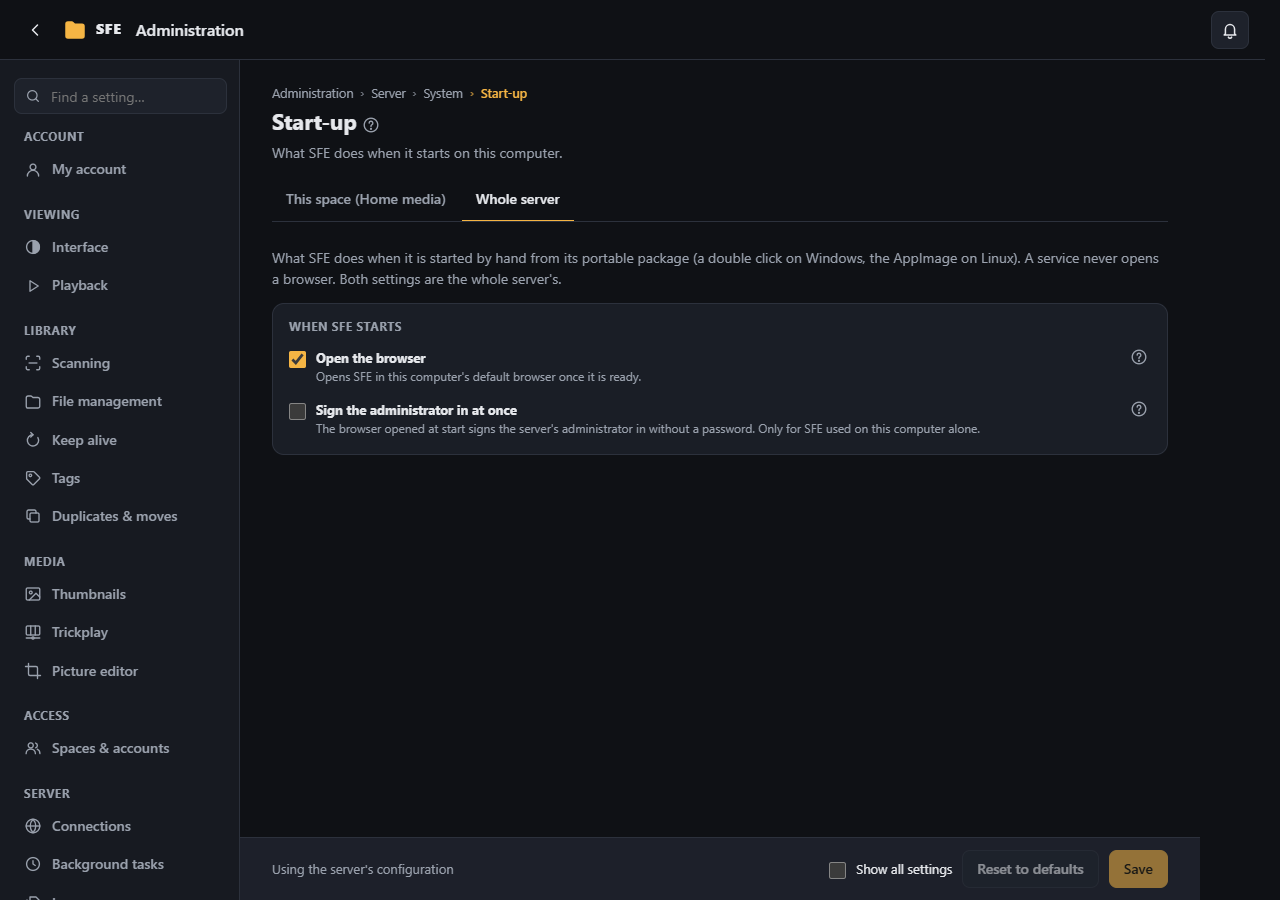 SFE Administration
Find a setting...
ACCOUNT
My account
VIEWING
Interface
Playback
LIBRARY
Scanning
File management
Keep alive
Tags
Duplicates & moves
MEDIA
Thumbnails
Trickplay
Picture editor
ACCESS
Spaces & accounts
SERVER
Connections
Background tasks
Administration › Server › System › Start-up
Start-up
What SFE does when it starts on this computer.
This space (Home media) Whole server
What SFE does when it is started by hand from its portable package (a double click on Windows, the AppImage on Linux). A service never opens
a browser. Both settings are the whole server's.
WHEN SFE STARTS
Open the browser
Opens SFE in this computer's default browser once it is ready.
Sign the administrator in at once
The browser opened at start signs the server's administrator in without a password. Only for SFE used on this computer alone.
Using the server's configuration
Show all settings
Reset to defaults
Save